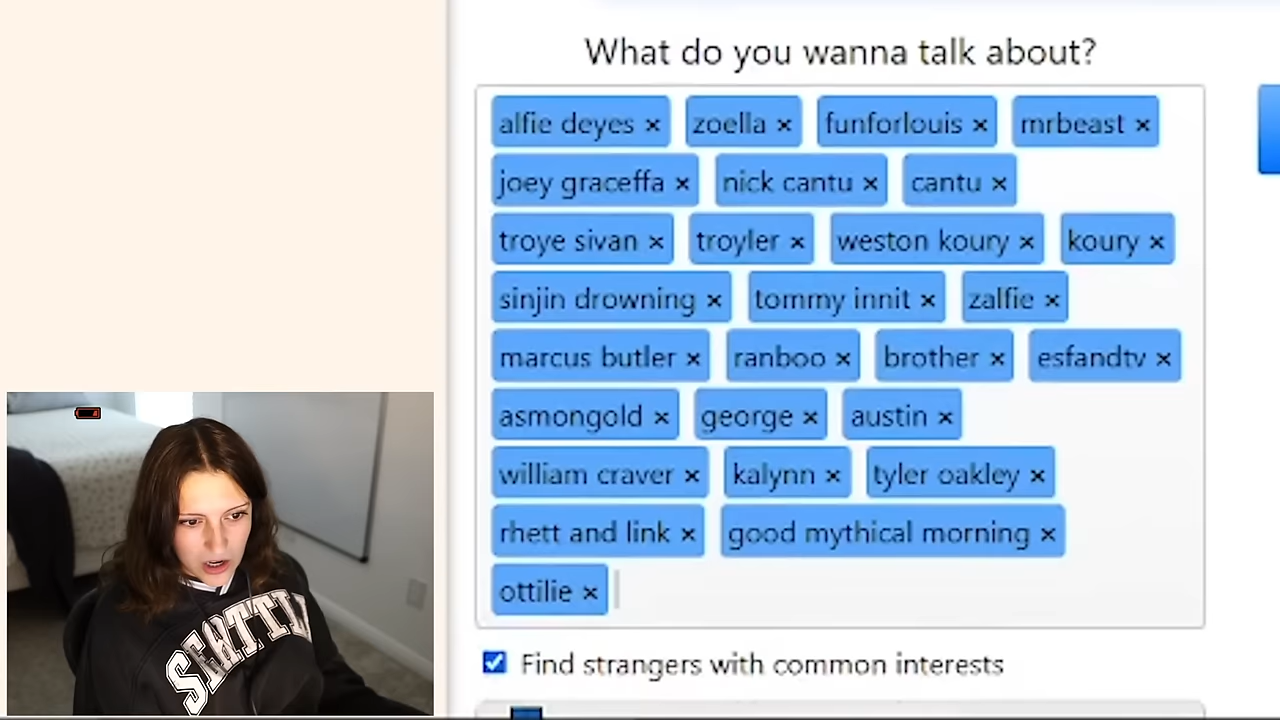 What do you wanna talk about?
alfie deyes × zoella × funforlouis × mrbeast ×
joey graceffa × nick cantu × cantu ×
troye sivan × troyler × weston koury × koury ×
sinjin drowning × tommy innit × zalfie ×
marcus butler × ranboo × brother × esfandtv ×
asmongold × george × austin ×
william craver × kalynn × tyler oakley ×
rhett and link × good mythical morning ×
ottilie ×
Find strangers with common interests
SEATTLE